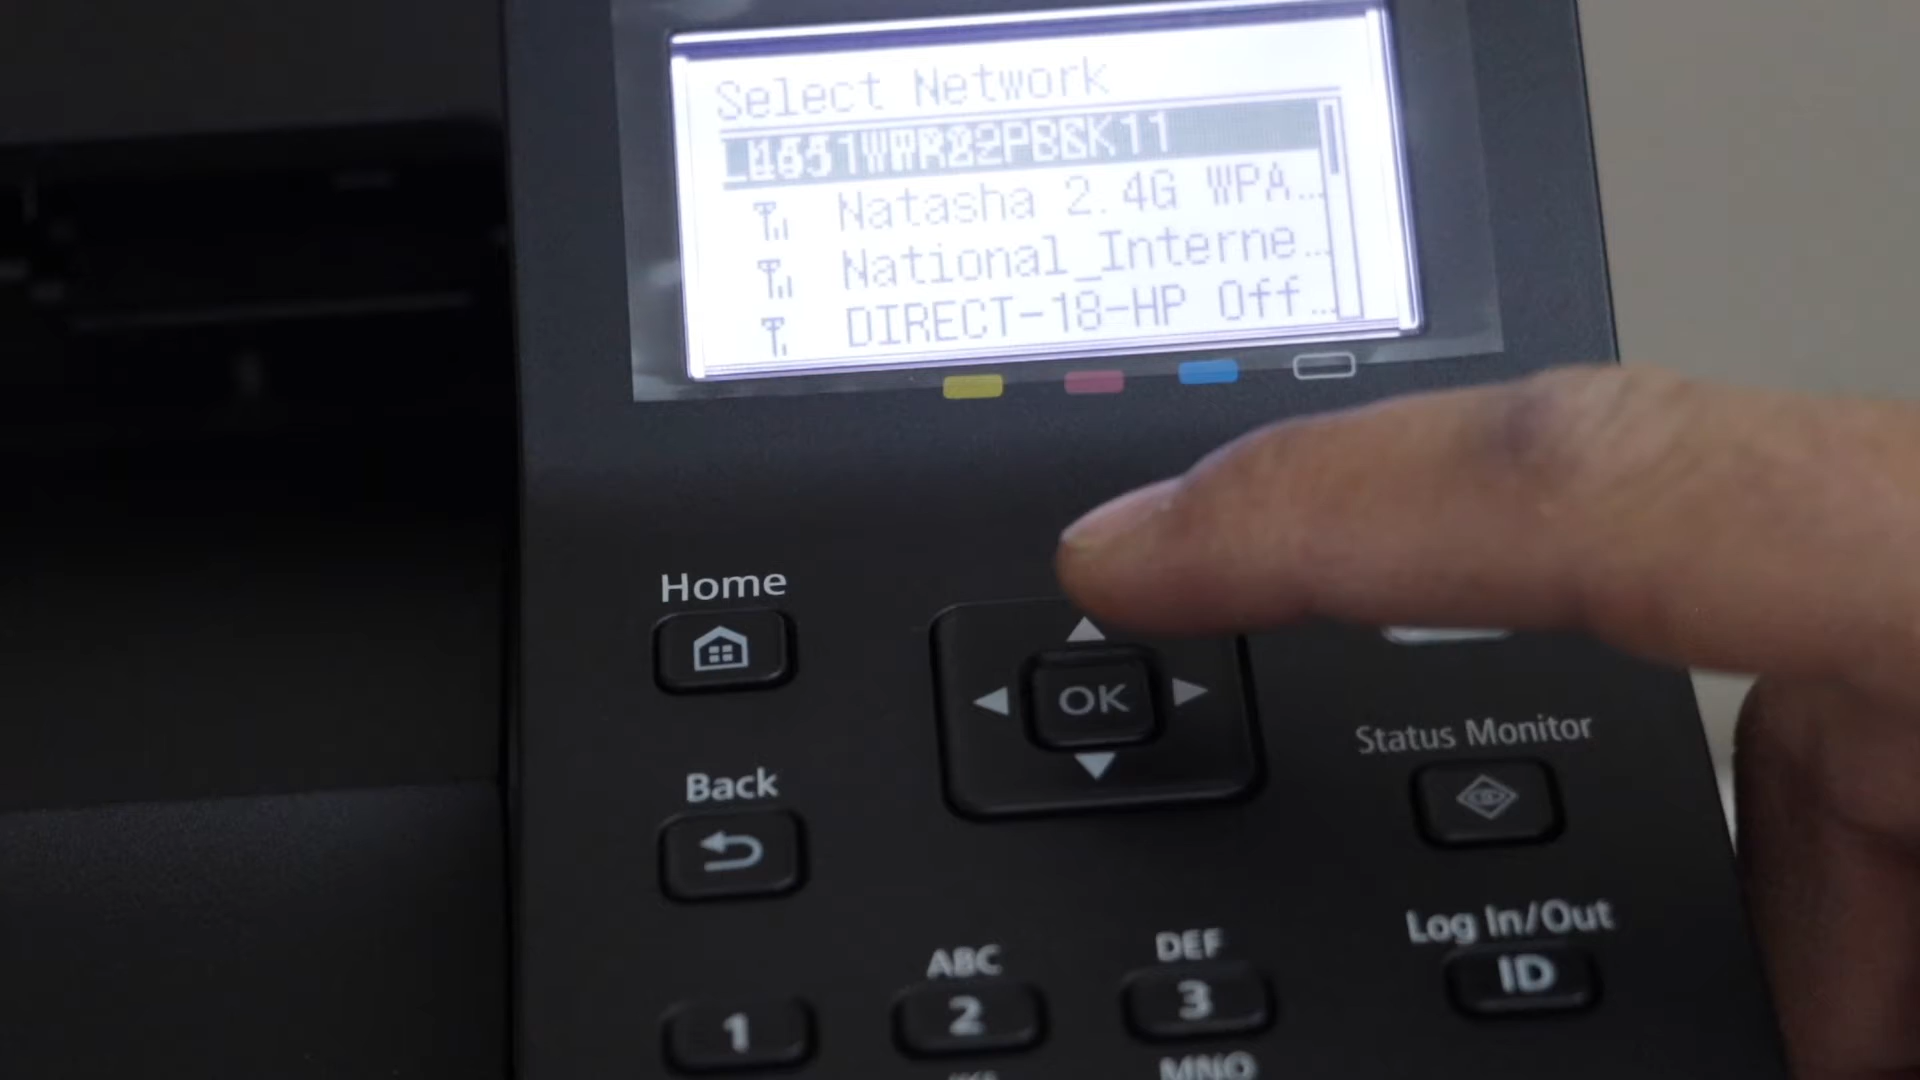 Select Network
Natasha 2.4G WPA...
National_Interne...
DIRECT-18-HP Off...
Home
OK
Back
Status Monitor
Log In/Out
ID
ABC
DEF
1
2
3
MNO